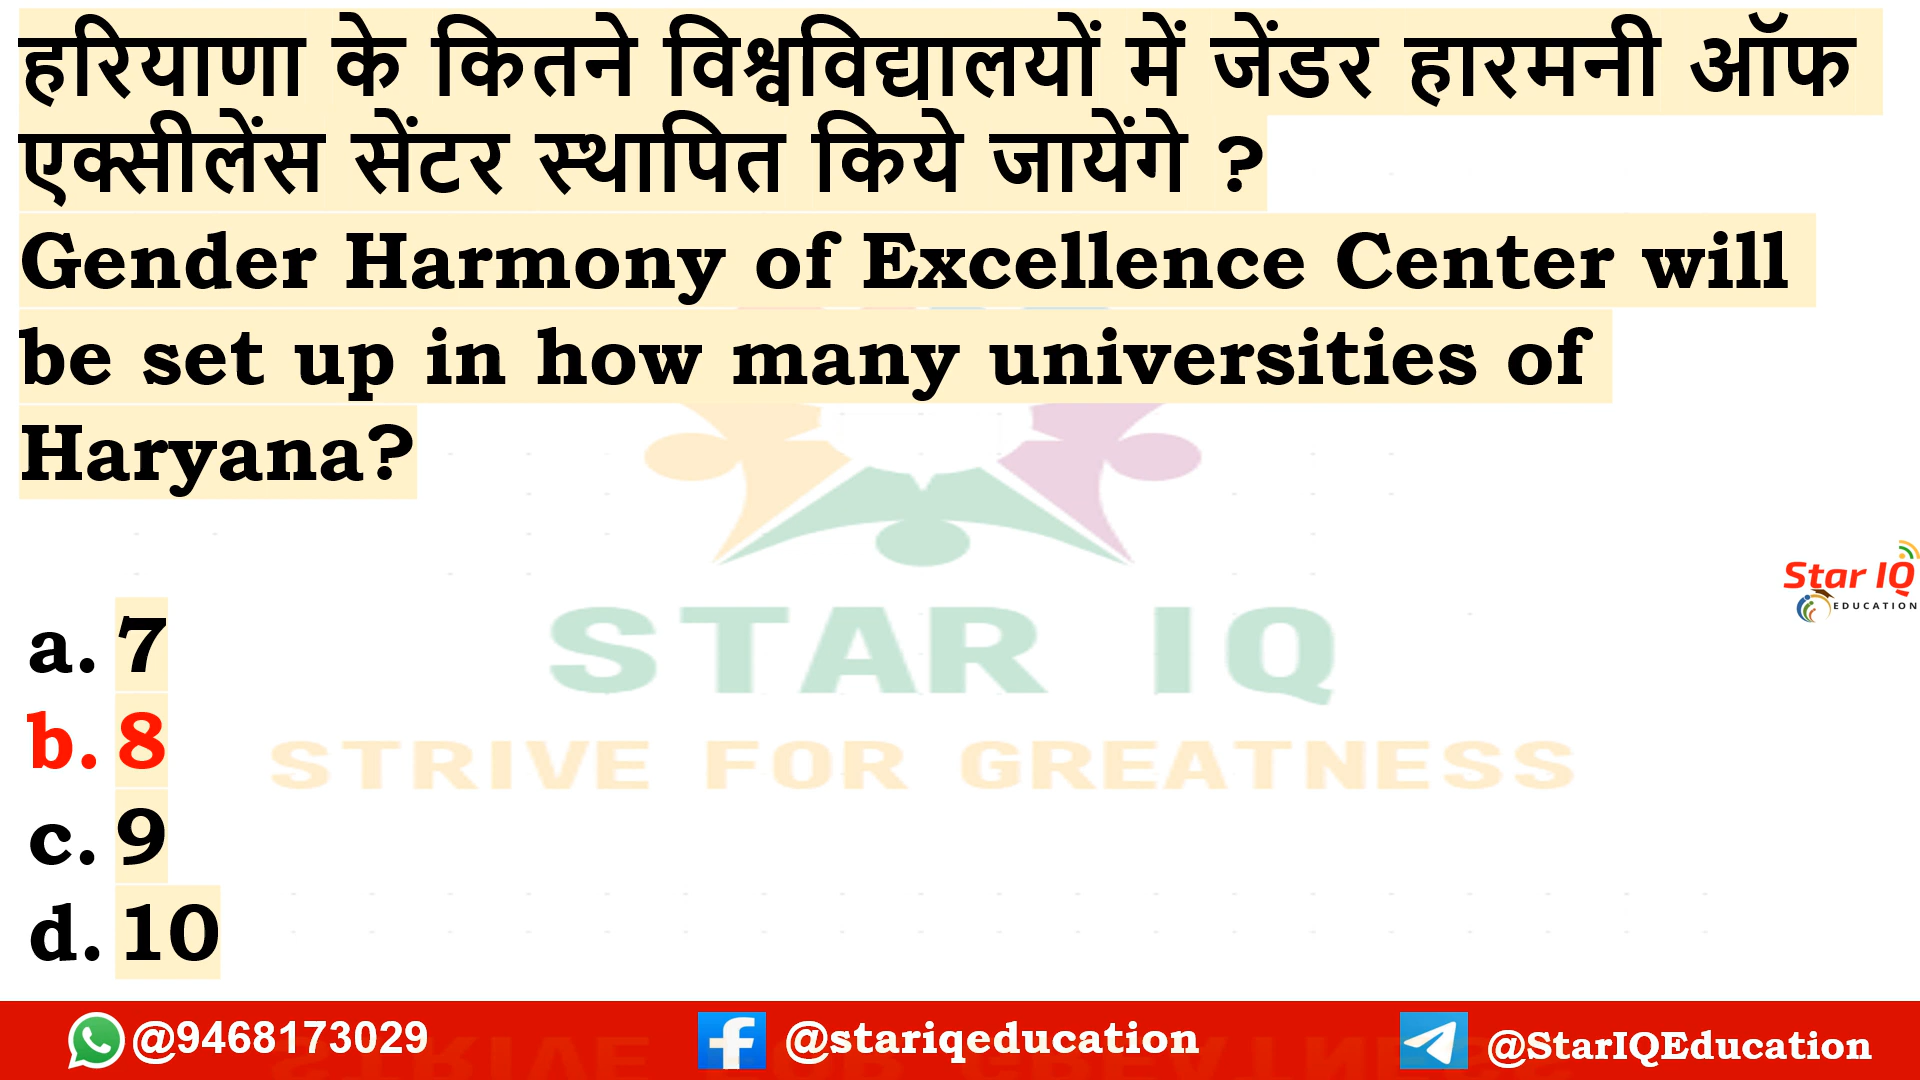 हरियाणा के कितने विश्वविद्यालयों में जेंडर हारमनी ऑफ
एक्सीलेंस सेंटर स्थापित किये जायेंगे ?
Gender Harmony of Excellence Center will
be set up in how many universities of
Haryana?
a. 7
b. 8
c. 9
d. 10
STAR IQ
STRIVE FOR GREATNESS
Star IQ
EDUCATION
@9468173029
@stariqeducation
@StarIQEducation